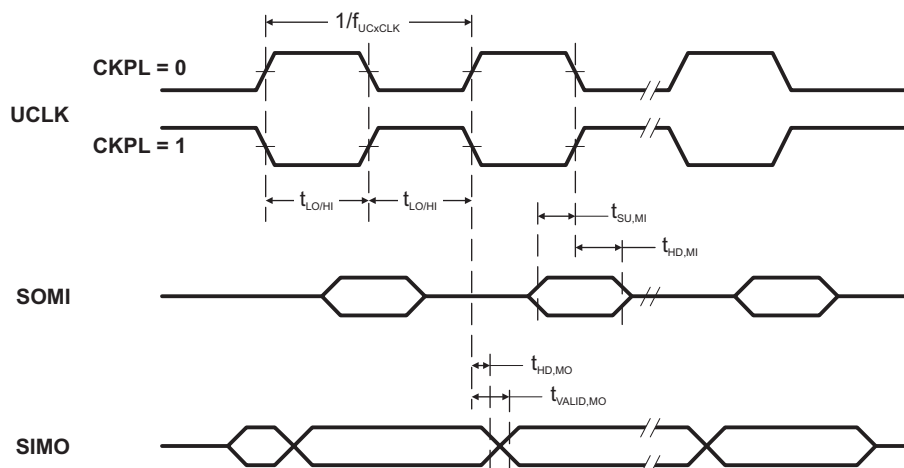 1/fUCxCLK
CKPL = 0
UCLK
CKPL = 1
tLO/HI
tLO/HI
tSU,MI
tHD,MI
SOMI
tHD,MO
tVALID,MO
SIMO